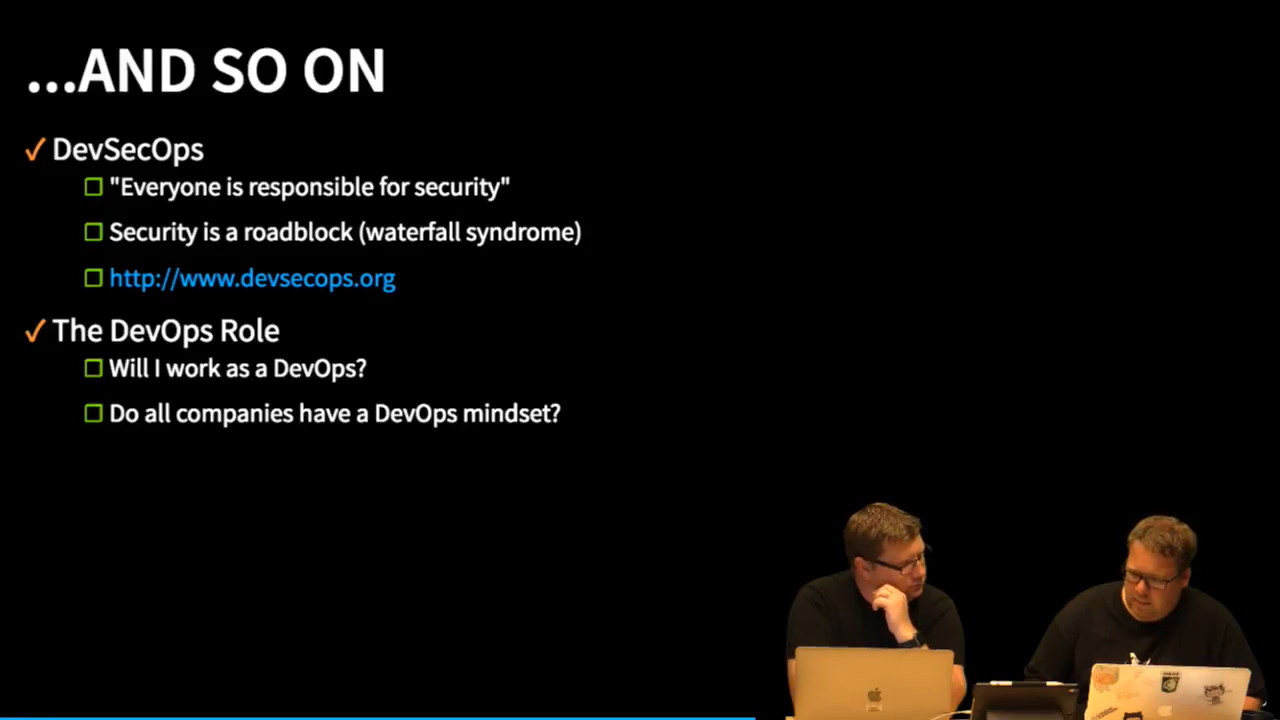 ...AND SO ON
DevSecOps
"Everyone is responsible for security"
Security is a roadblock (waterfall syndrome)
http://www.devsecops.org
The DevOps Role
Will I work as a DevOps?
Do all companies have a DevOps mindset?